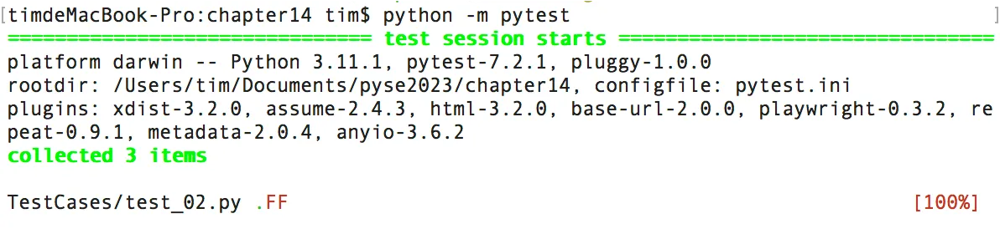 [timdeMacBook-Pro:chapter14 tim$ python -m pytest ]
============================= test session starts ==============================
platform darwin -- Python 3.11.1, pytest-7.2.1, pluggy-1.0.0
rootdir: /Users/tim/Documents/pyse2023/chapter14, configfile: pytest.ini
plugins: xdist-3.2.0, assume-2.4.3, html-3.2.0, base-url-2.0.0, playwright-0.3.2, re
peat-0.9.1, metadata-2.0.4, anyio-3.6.2
collected 3 items
TestCases/test_02.py .FF [100%]